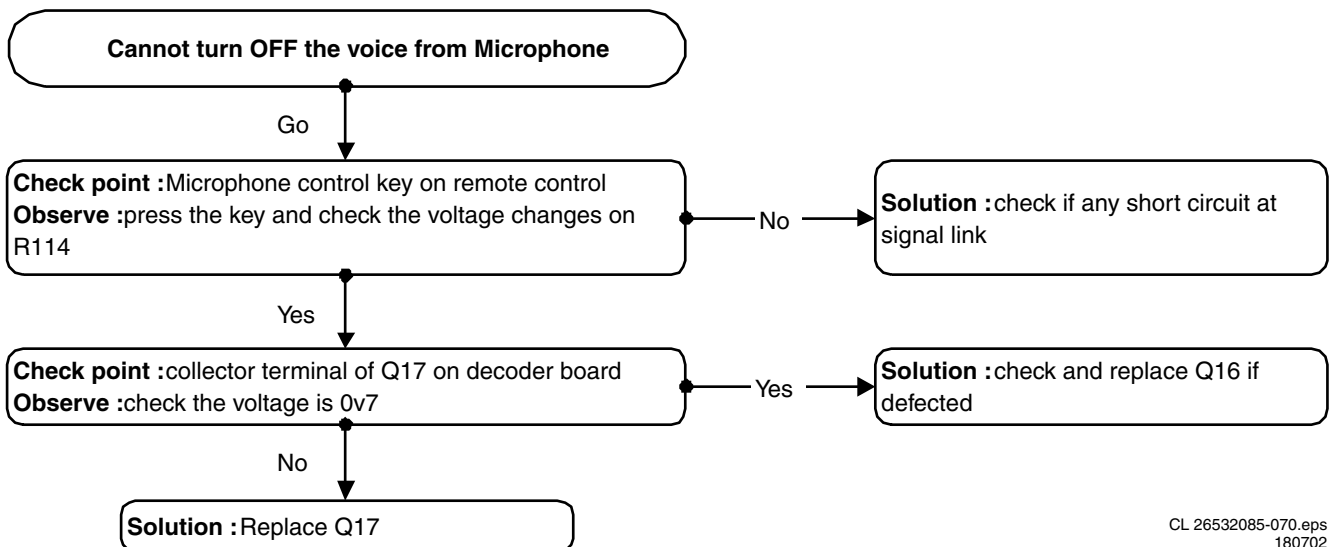 Cannot turn OFF the voice from Microphone
Go
Check point :Microphone control key on remote control
Observe :press the key and check the voltage changes on
R114
No
Solution :check if any short circuit at
signal link
Yes
Check point :collector terminal of Q17 on decoder board
Observe :check the voltage is 0v7
Yes
Solution :check and replace Q16 if
defected
No
Solution :Replace Q17
CL 26532085-070.eps
180702